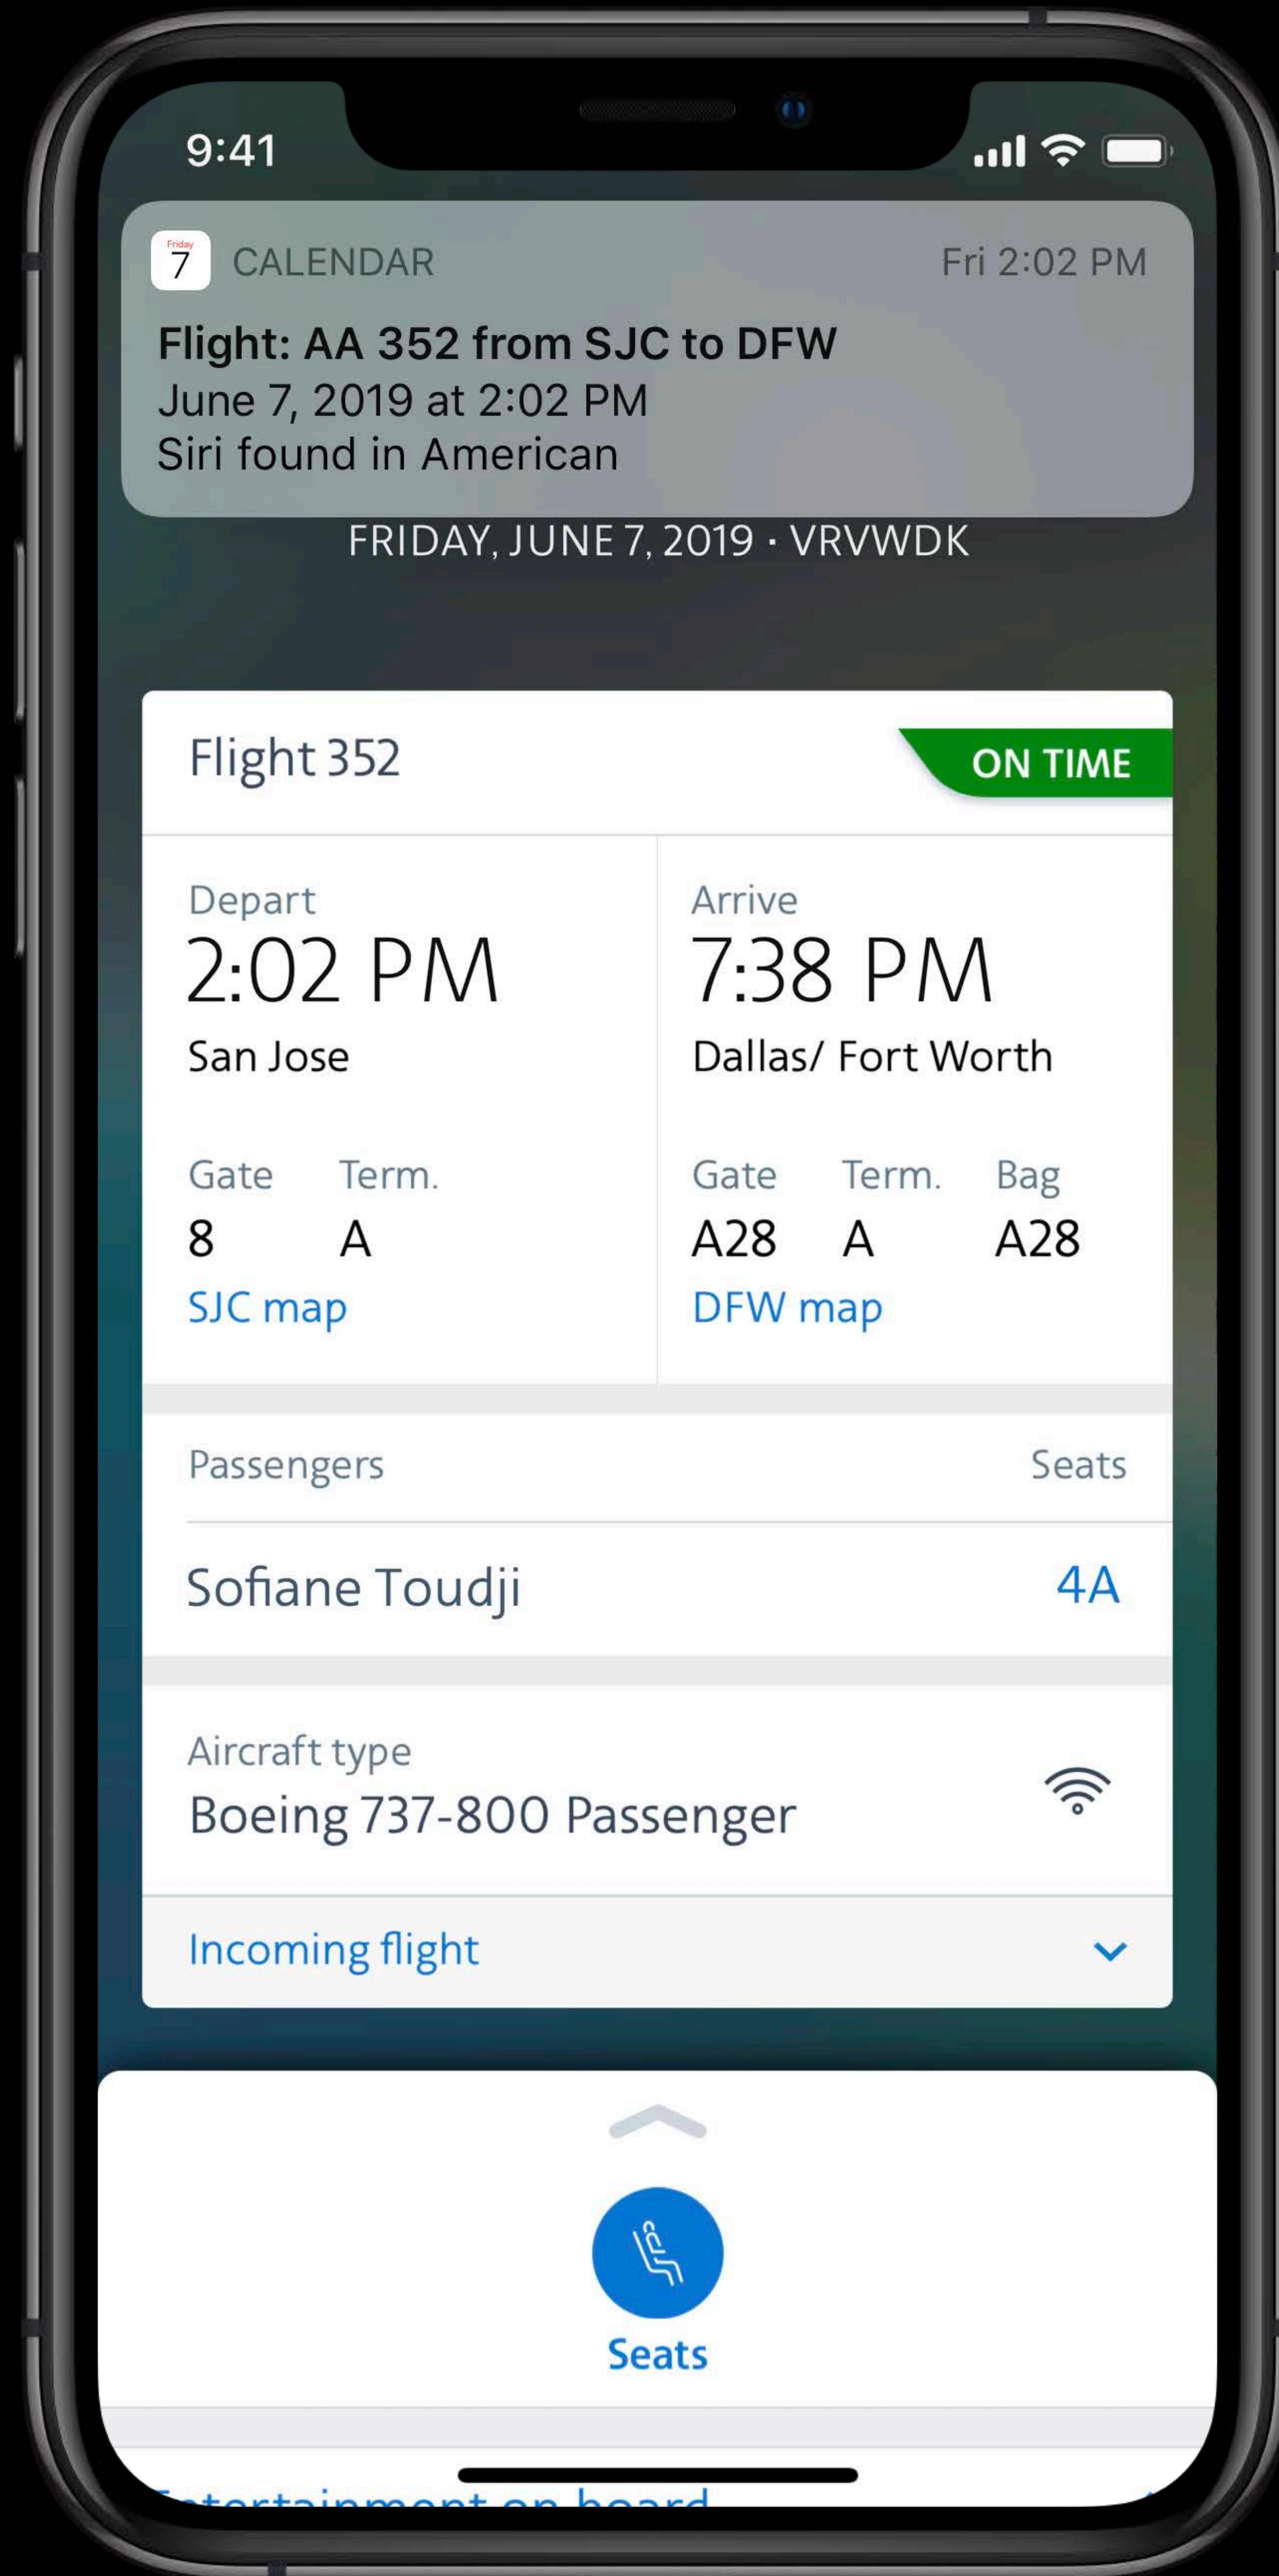 9:41
Friday
7
CALENDAR Fri 2:02 PM
Flight: AA 352 from SJC to DFW
June 7, 2019 at 2:02 PM
Siri found in American
FRIDAY, JUNE 7, 2019 · VRVWDK
Flight 352 ON TIME
Depart Arrive
2:02 PM 7:38 PM
San Jose Dallas/ Fort Worth
Gate Term. Gate Term. Bag
8 A A28 A A28
SJC map DFW map
Passengers Seats
Sofiane Toudji 4A
Aircraft type
Boeing 737-800 Passenger
Incoming flight
Seats
Entertainment on board